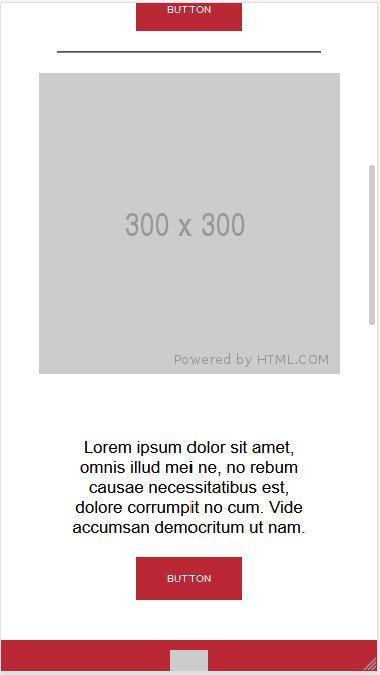 BUTTON
300 x 300
Powered by HTML.COM
Lorem ipsum dolor sit amet,
omnis illud mei ne, no rebum
causae necessitatibus est,
dolore corrumpit no cum. Vide
accumsan democritum ut nam.
BUTTON